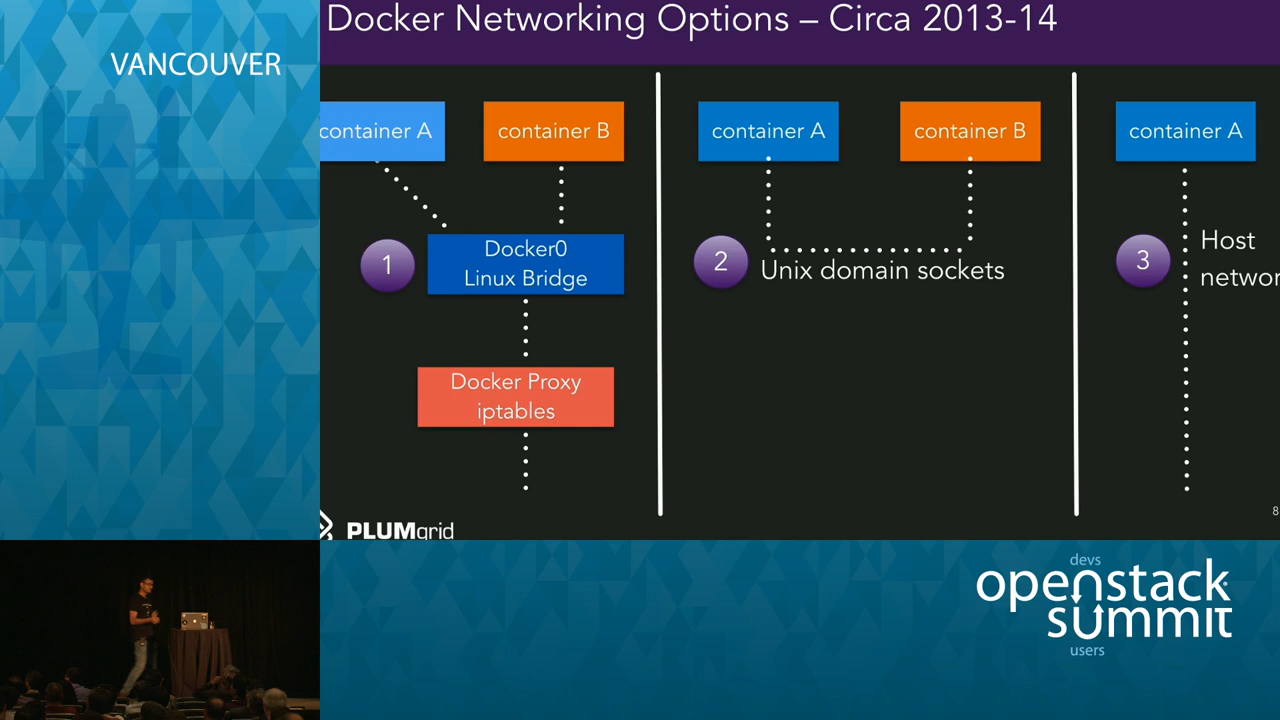 VANCOUVER
Docker Networking Options – Circa 2013-14
container A
container B
1
Docker0
Linux Bridge
Docker Proxy
iptables
container A
container B
2
Unix domain sockets
container A
3
Host
networ
8
PLUMgrid
devs
openstack
summit
users